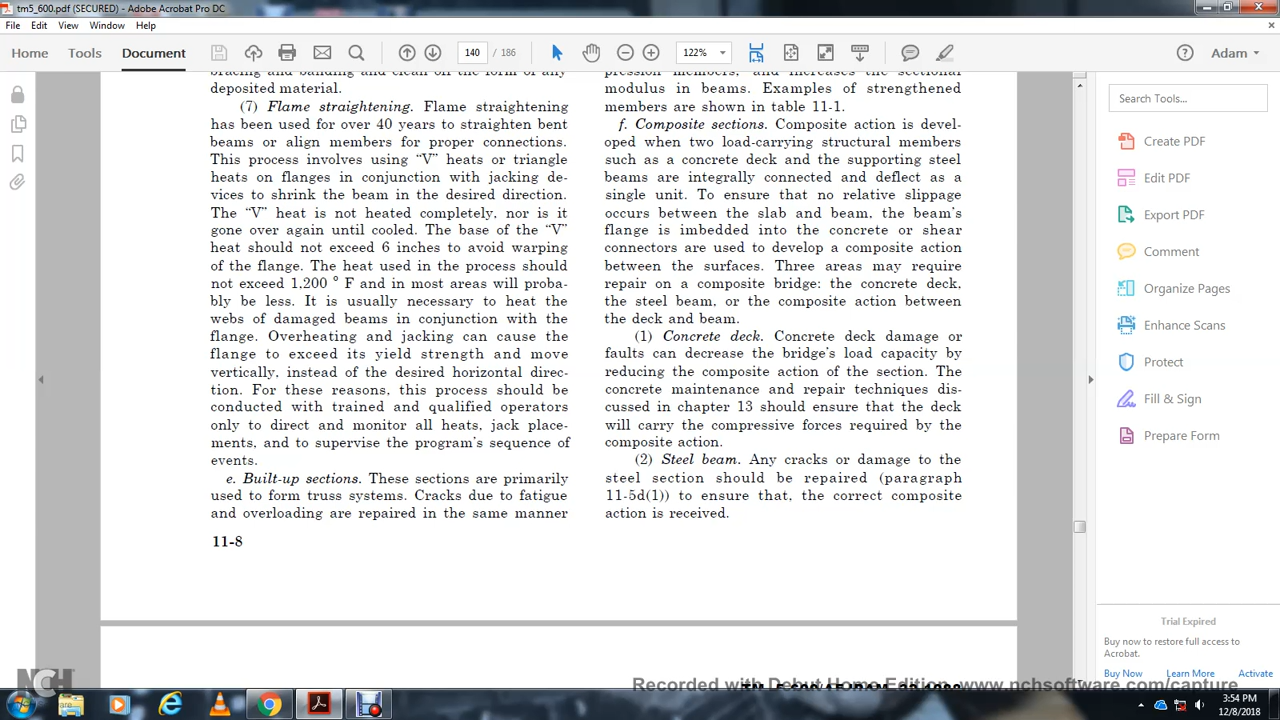 tm5_600.pdf (SECURED) - Adobe Acrobat Pro DC
File Edit View Window Help
Home Tools Document
140 / 186
122%
Adam
bracing and banding and clean off the form of any
deposited material.
(7) Flame straightening. Flame straightening
has been used for over 40 years to straighten bent
beams or align members for proper connections.
This process involves using “V” heats or triangle
heats on flanges in conjunction with jacking de-
vices to shrink the beam in the desired direction.
The “V” heat is not heated completely, nor is it
gone over again until cooled. The base of the “V”
heat should not exceed 6 inches to avoid warping
of the flange. The heat used in the process should
not exceed 1,200 ° F and in most areas will proba-
bly be less. It is usually necessary to heat the
webs of damaged beams in conjunction with the
flange. Overheating and jacking can cause the
flange to exceed its yield strength and move
vertically, instead of the desired horizontal direc-
tion. For these reasons, this process should be
conducted with trained and qualified operators
only to direct and monitor all heats, jack place-
ments, and to supervise the program’s sequence of
events.
e. Built-up sections. These sections are primarily
used to form truss systems. Cracks due to fatigue
and overloading are repaired in the same manner
11-8
pression members, and increases the sectional
modulus in beams. Examples of strengthened
members are shown in table 11-1.
f. Composite sections. Composite action is devel-
oped when two load-carrying structural members
such as a concrete deck and the supporting steel
beams are integrally connected and deflect as a
single unit. To ensure that no relative slippage
occurs between the slab and beam, the beam’s
flange is imbedded into the concrete or shear
connectors are used to develop a composite action
between the surfaces. Three areas may require
repair on a composite bridge: the concrete deck,
the steel beam, or the composite action between
the deck and beam.
(1) Concrete deck. Concrete deck damage or
faults can decrease the bridge’s load capacity by
reducing the composite action of the section. The
concrete maintenance and repair techniques dis-
cussed in chapter 13 should ensure that the deck
will carry the compressive forces required by the
composite action.
(2) Steel beam. Any cracks or damage to the
steel section should be repaired (paragraph
11-5d(1)) to ensure that, the correct composite
action is received.
Search Tools...
Create PDF
Edit PDF
Export PDF
Comment
Organize Pages
Enhance Scans
Protect
Fill & Sign
Prepare Form
Trial Expired
Buy now to restore full access to
Acrobat.
Buy Now Learn More Activate
NCH
Recorded with Debut Home Edition www.nchsoftware.com/capture
3:54 PM
12/8/2018